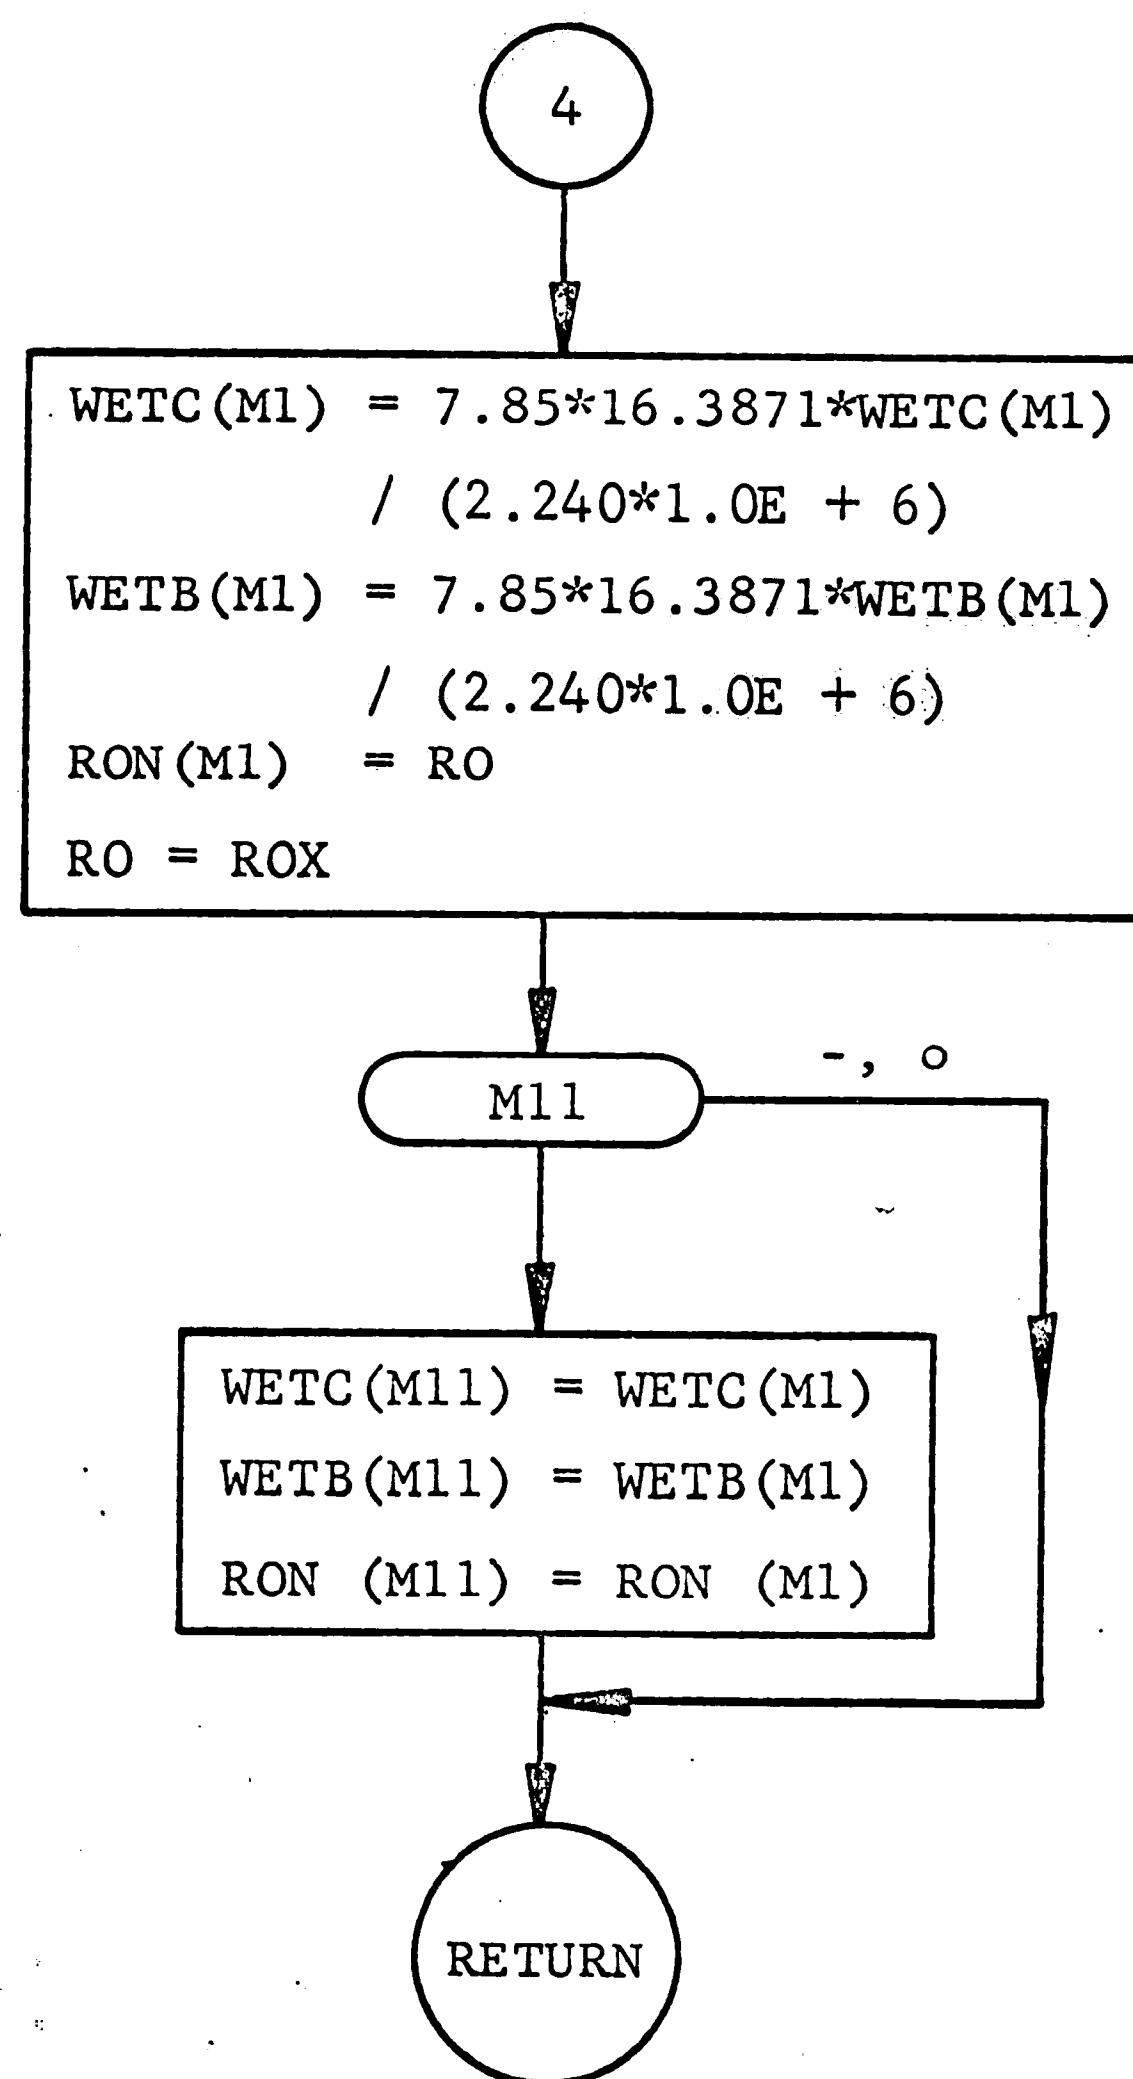 4
WETC(M1) = 7.85*16.3871*WETC(M1)
/ (2.240*1.0E + 6)
WETB(M1) = 7.85*16.3871*WETB(M1)
/ (2.240*1.0E + 6)
RON(M1) = RO
RO = ROX
-, o
M11
WETC(M11) = WETC(M1)
WETB(M11) = WETB(M1)
RON (M11) = RON (M1)
RETURN